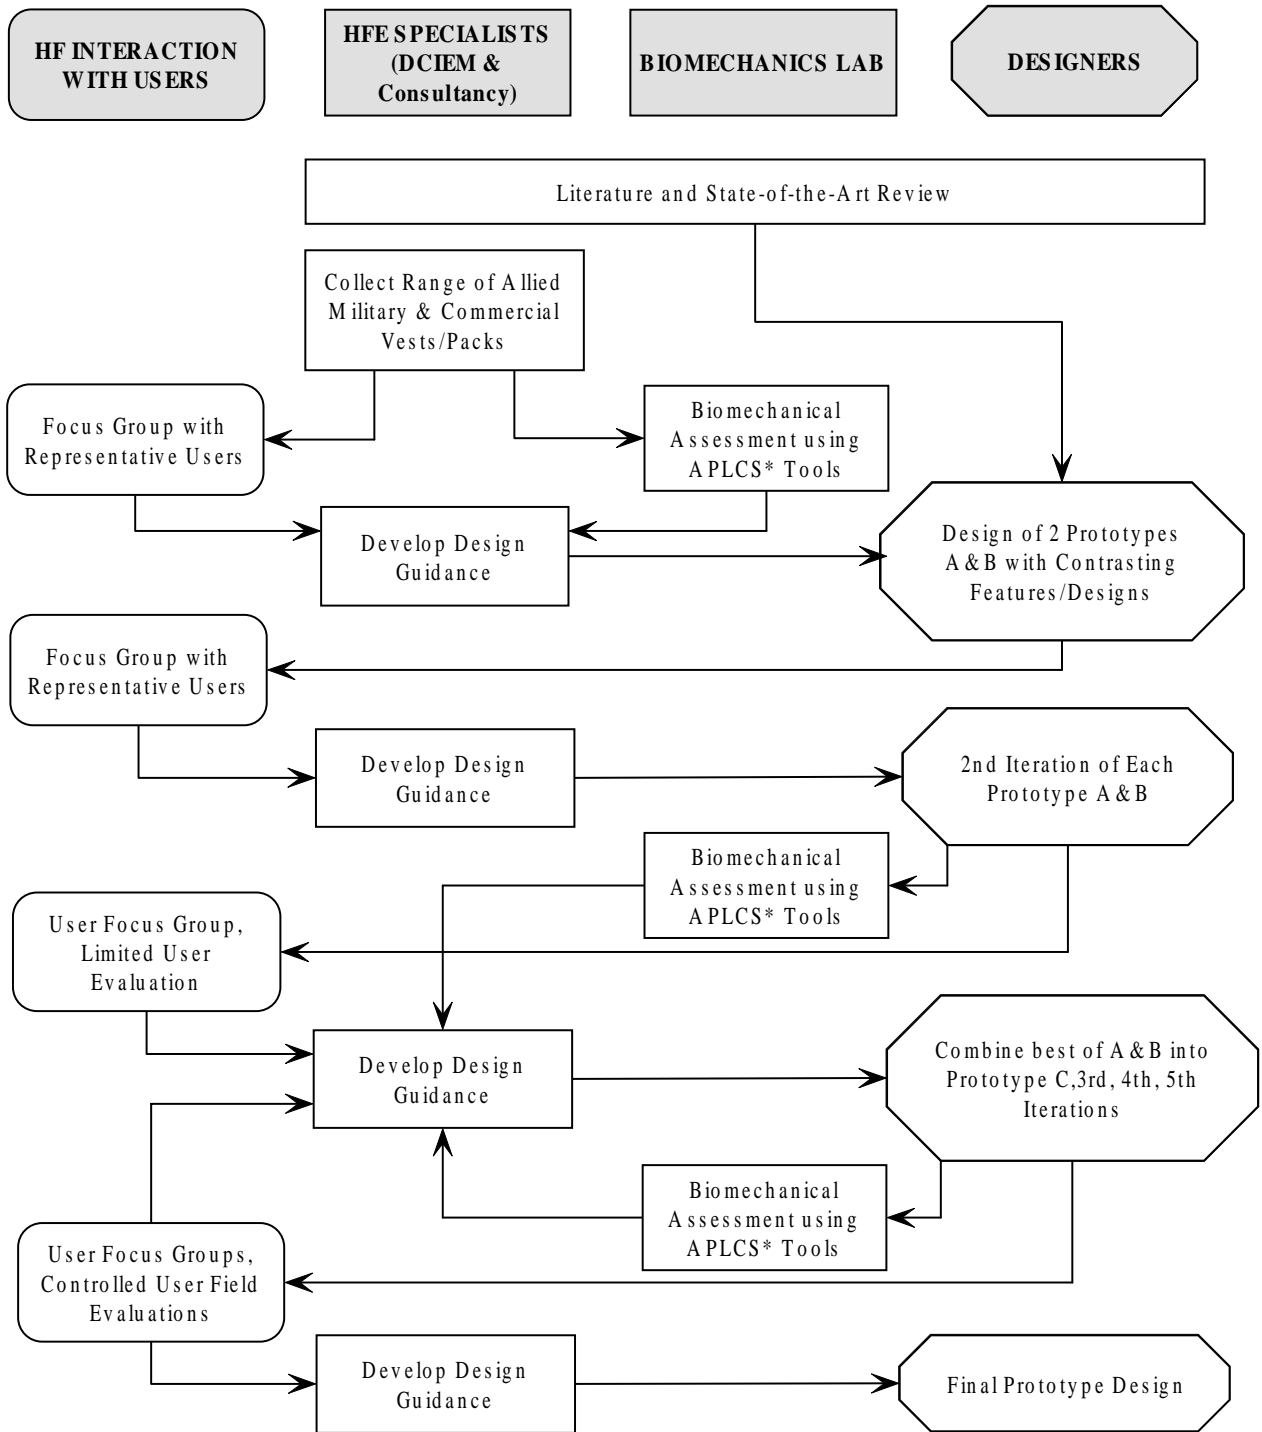 HF INTERACTION
WITH USERS
HFE SPECIALISTS
(DCIEM &
Consultancy)
BIOMECHANICS LAB
DESIGNERS
Literature and State-of-the-Art Review
Collect Range of Allied
Military & Commercial
Vests/Packs
Focus Group with
Representative Users
Biomechanical
Assessment using
APLCS* Tools
Develop Design
Guidance
Design of 2 Prototypes
A & B with Contrasting
Features/Designs
Focus Group with
Representative Users
Develop Design
Guidance
2nd Iteration of Each
Prototype A & B
Biomechanical
Assessment using
APLCS* Tools
User Focus Group,
Limited User
Evaluation
Develop Design
Guidance
Combine best of A & B into
Prototype C,3rd, 4th, 5th
Iterations
Biomechanical
Assessment using
APLCS* Tools
User Focus Groups,
Controlled User Field
Evaluations
Develop Design
Guidance
Final Prototype Design